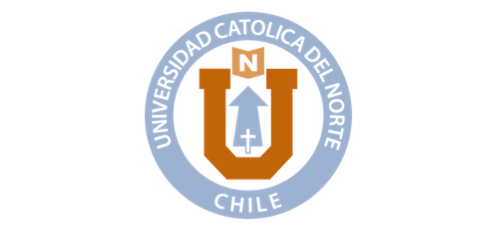 UNIVERSIDAD CATOLICA DEL NORTE
N
U
CHILE